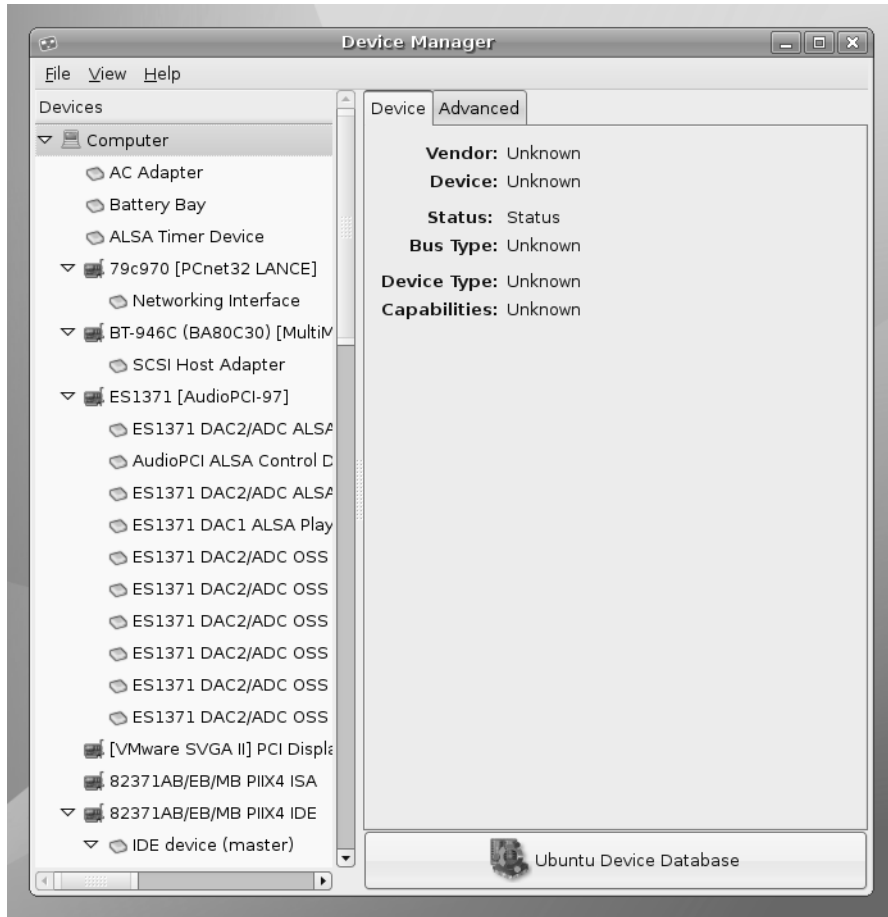 Device Manager
File View Help
Devices
Computer
AC Adapter
Battery Bay
ALSA Timer Device
79c970 [PCnet32 LANCE]
Networking Interface
BT-946C (BA80C30) [MultiM
SCSI Host Adapter
ES1371 [AudioPCI-97]
ES1371 DAC2/ADC ALSA
AudioPCI ALSA Control D
ES1371 DAC2/ADC ALSA
ES1371 DAC1 ALSA Play
ES1371 DAC2/ADC OSS
ES1371 DAC2/ADC OSS
ES1371 DAC2/ADC OSS
ES1371 DAC2/ADC OSS
ES1371 DAC2/ADC OSS
ES1371 DAC2/ADC OSS
[VMware SVGA II] PCI Displa
82371AB/EB/MB PIIX4 ISA
82371AB/EB/MB PIIX4 IDE
IDE device (master)
Device Advanced
Vendor: Unknown
Device: Unknown
Status: Status
Bus Type: Unknown
Device Type: Unknown
Capabilities: Unknown
Ubuntu Device Database